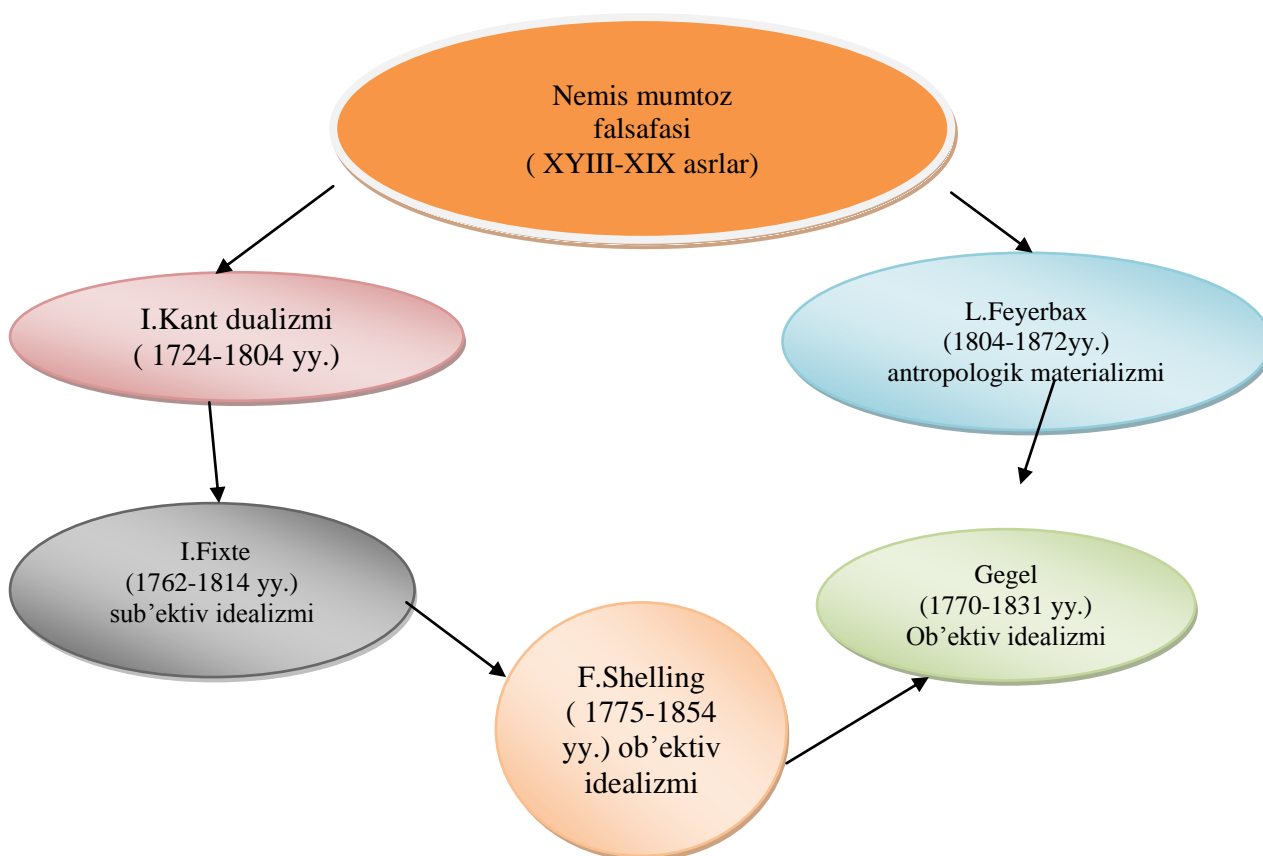 Nemis mumtoz
falsafasi
( XYIII-XIX asrlar)
I.Kant dualizmi
( 1724-1804 yy.)
L.Feyerbax
(1804-1872yy.)
antropologik materializmi
I.Fixte
(1762-1814 yy.)
sub’ektiv idealizmi
F.Shelling
( 1775-1854
yy.) ob’ektiv
idealizmi
Gegel
(1770-1831 yy.)
Ob’ektiv idealizmi